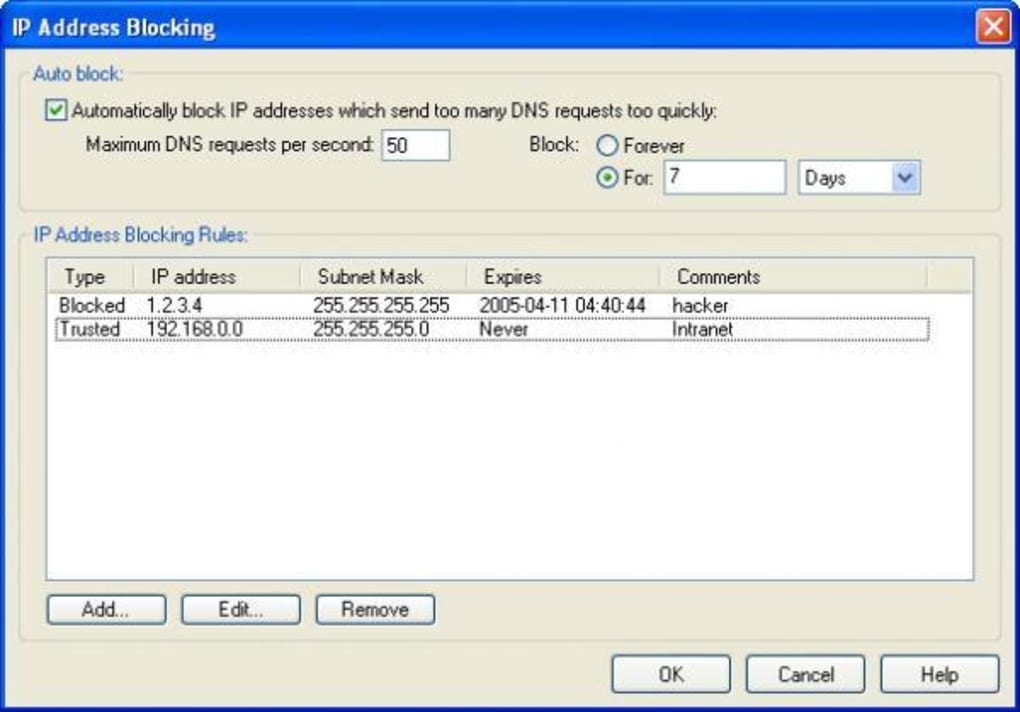 IP Address Blocking
Auto block:
Automatically block IP addresses which send too many DNS requests too quickly:
Maximum DNS requests per second: 50 Block: Forever
For: 7 Days
IP Address Blocking Rules:
Type IP address Subnet Mask Expires Comments
Blocked 1.2.3.4 255.255.255.255 2005-04-11 04:40:44 hacker
Trusted 192.168.0.0 255.255.255.0 Never Intranet
Add... Edit... Remove
OK Cancel Help